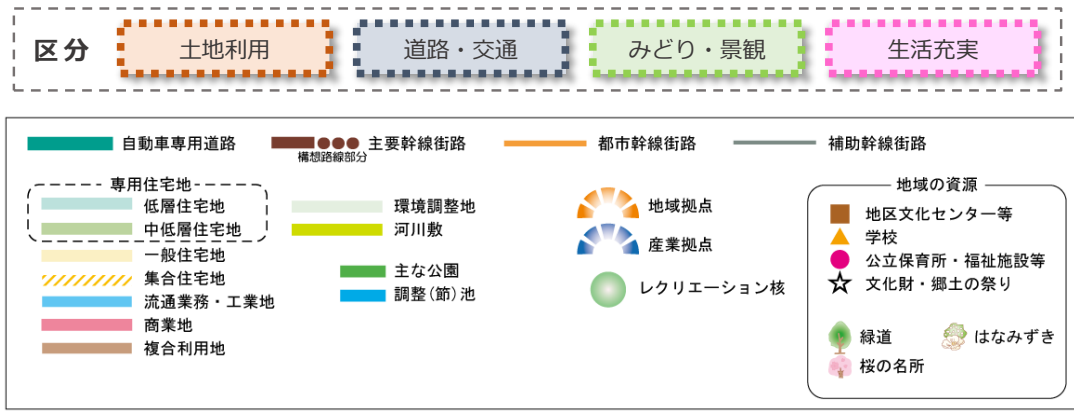 区分 土地利用 道路・交通 みどり・景観 生活充実
自動車専用道路 主要幹線街路 都市幹線街路 補助幹線街路
構想路線部分
専用住宅地
低層住宅地
中低層住宅地
一般住宅地
集合住宅地
流通業務・工業地
商業地
複合利用地
環境調整地
河川敷
主な公園
調整(節)池
地域拠点
産業拠点
レクリエーション核
地域の資源
地区文化センター等
学校
公立保育所・福祉施設等
文化財・郷土の祭り
緑道 はなみずき
桜の名所